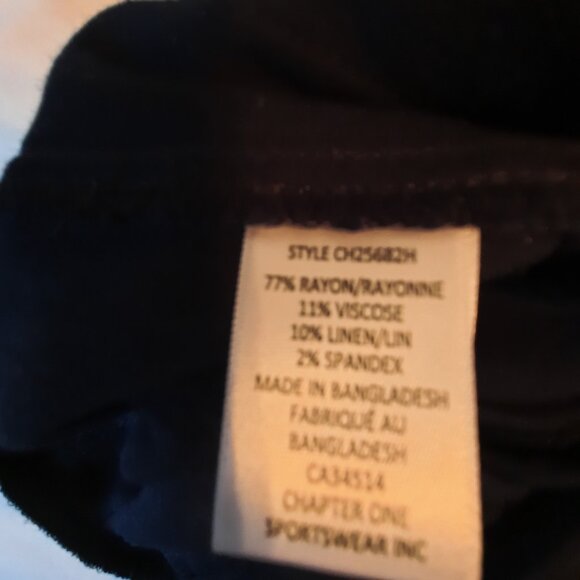 STYLE CH25682H
77% RAYON/RAYONNE
11% VISCOSE
10% LINEN/LIN
2% SPANDEX
MADE IN BANGLADESH
FABRIQUÉ AU
BANGLADESH
CA34514
CHAPTER ONE
SPORTSWEAR INC